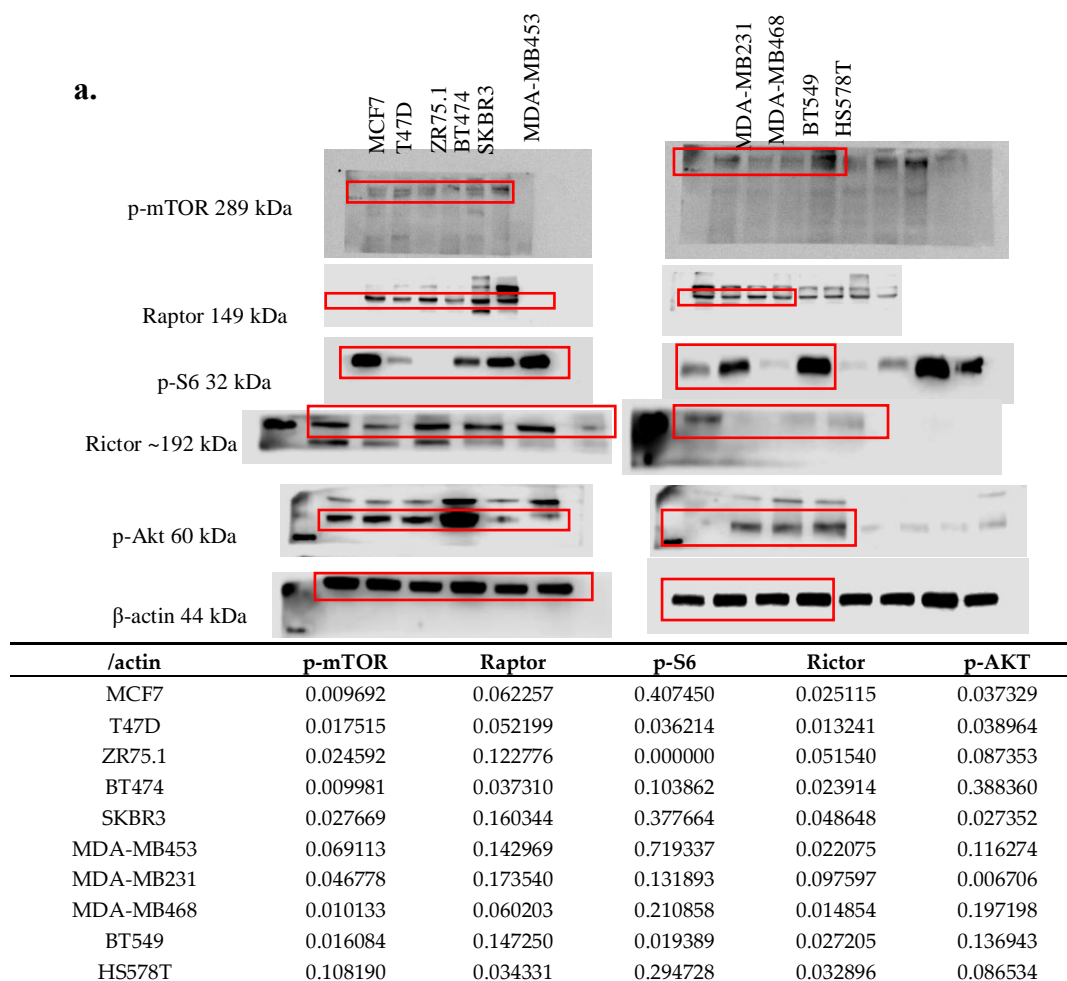 a.
MCF7
T47D
ZR75.1
BT474
SKBR3
MDA-MB453
MDA-MB231
MDA-MB468
BT549
HS578T
p-mTOR 289 kDa
Raptor 149 kDa
p-S6 32 kDa
Rictor ~192 kDa
p-Akt 60 kDa
β-actin 44 kDa
/actin p-mTOR Raptor p-S6 Rictor p-AKT
MCF7 0.009692 0.062257 0.407450 0.025115 0.037329
T47D 0.017515 0.052199 0.036214 0.013241 0.038964
ZR75.1 0.024592 0.122776 0.000000 0.051540 0.087353
BT474 0.009981 0.037310 0.103862 0.023914 0.388360
SKBR3 0.027669 0.160344 0.377664 0.048648 0.027352
MDA-MB453 0.069113 0.142969 0.719337 0.022075 0.116274
MDA-MB231 0.046778 0.173540 0.131893 0.097597 0.006706
MDA-MB468 0.010133 0.060203 0.210858 0.014854 0.197198
BT549 0.016084 0.147250 0.019389 0.027205 0.136943
HS578T 0.108190 0.034331 0.294728 0.032896 0.086534